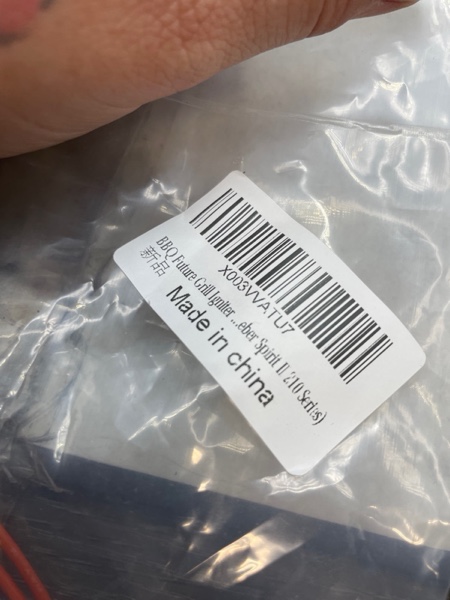 X003VVATU7
BBQ Future Grill Igniter ...eber Spirit II 210 Series)
新品
Made in china